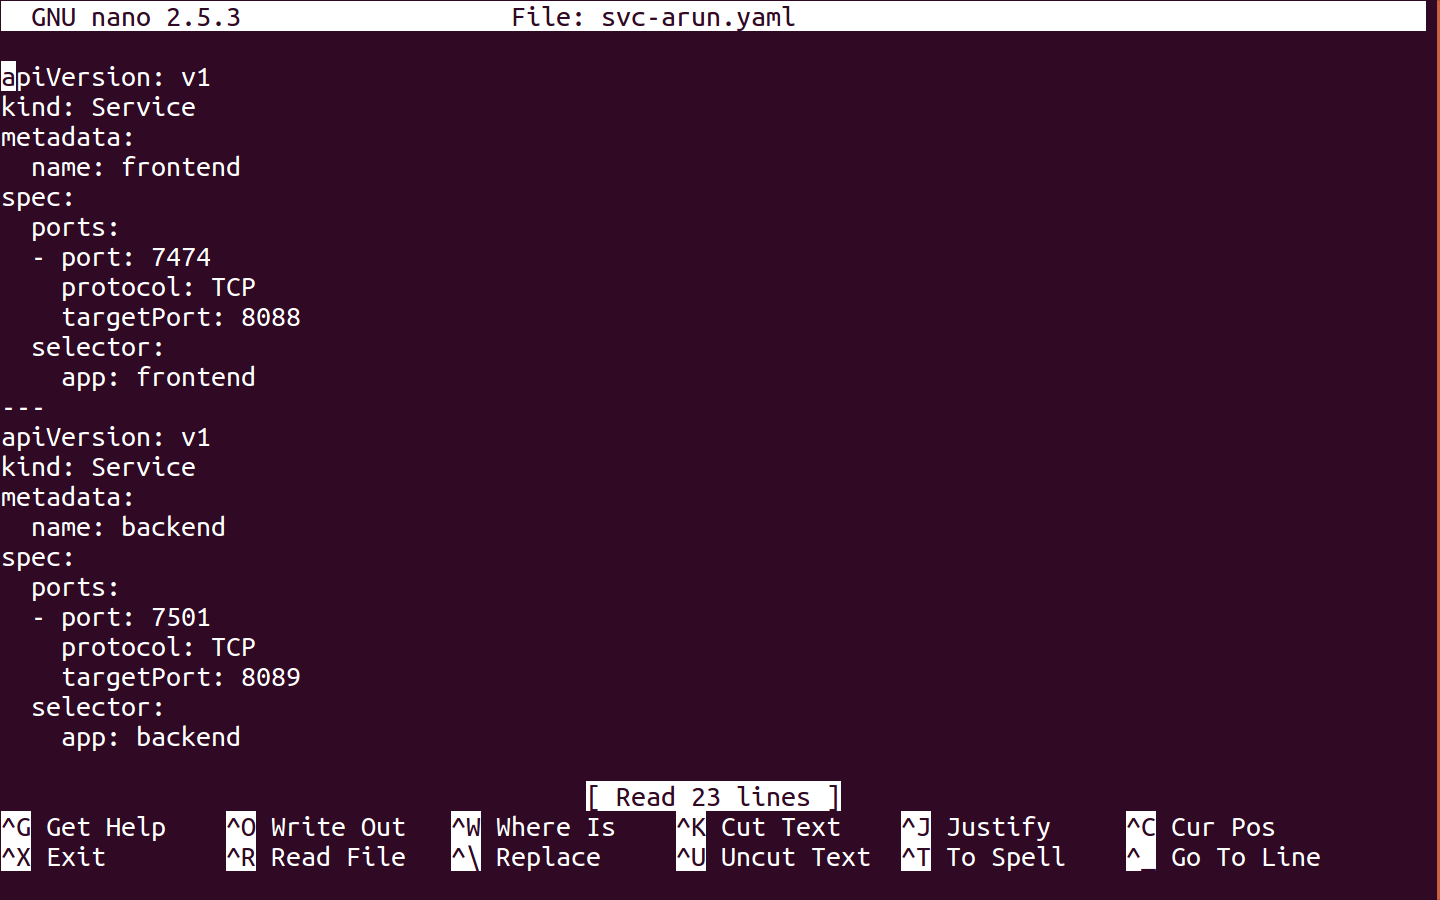 GNU nano 2.5.3 File: svc-arun.yaml
apiVersion: v1
kind: Service
metadata:
  name: frontend
spec:
  ports:
  - port: 7474
    protocol: TCP
    targetPort: 8088
  selector:
    app: frontend
---
apiVersion: v1
kind: Service
metadata:
  name: backend
spec:
  ports:
  - port: 7501
    protocol: TCP
    targetPort: 8089
  selector:
    app: backend
[ Read 23 lines ]
^G Get Help ^O Write Out ^W Where Is ^K Cut Text ^J Justify ^C Cur Pos
^X Exit ^R Read File ^\ Replace ^U Uncut Text ^T To Spell ^_ Go To Line